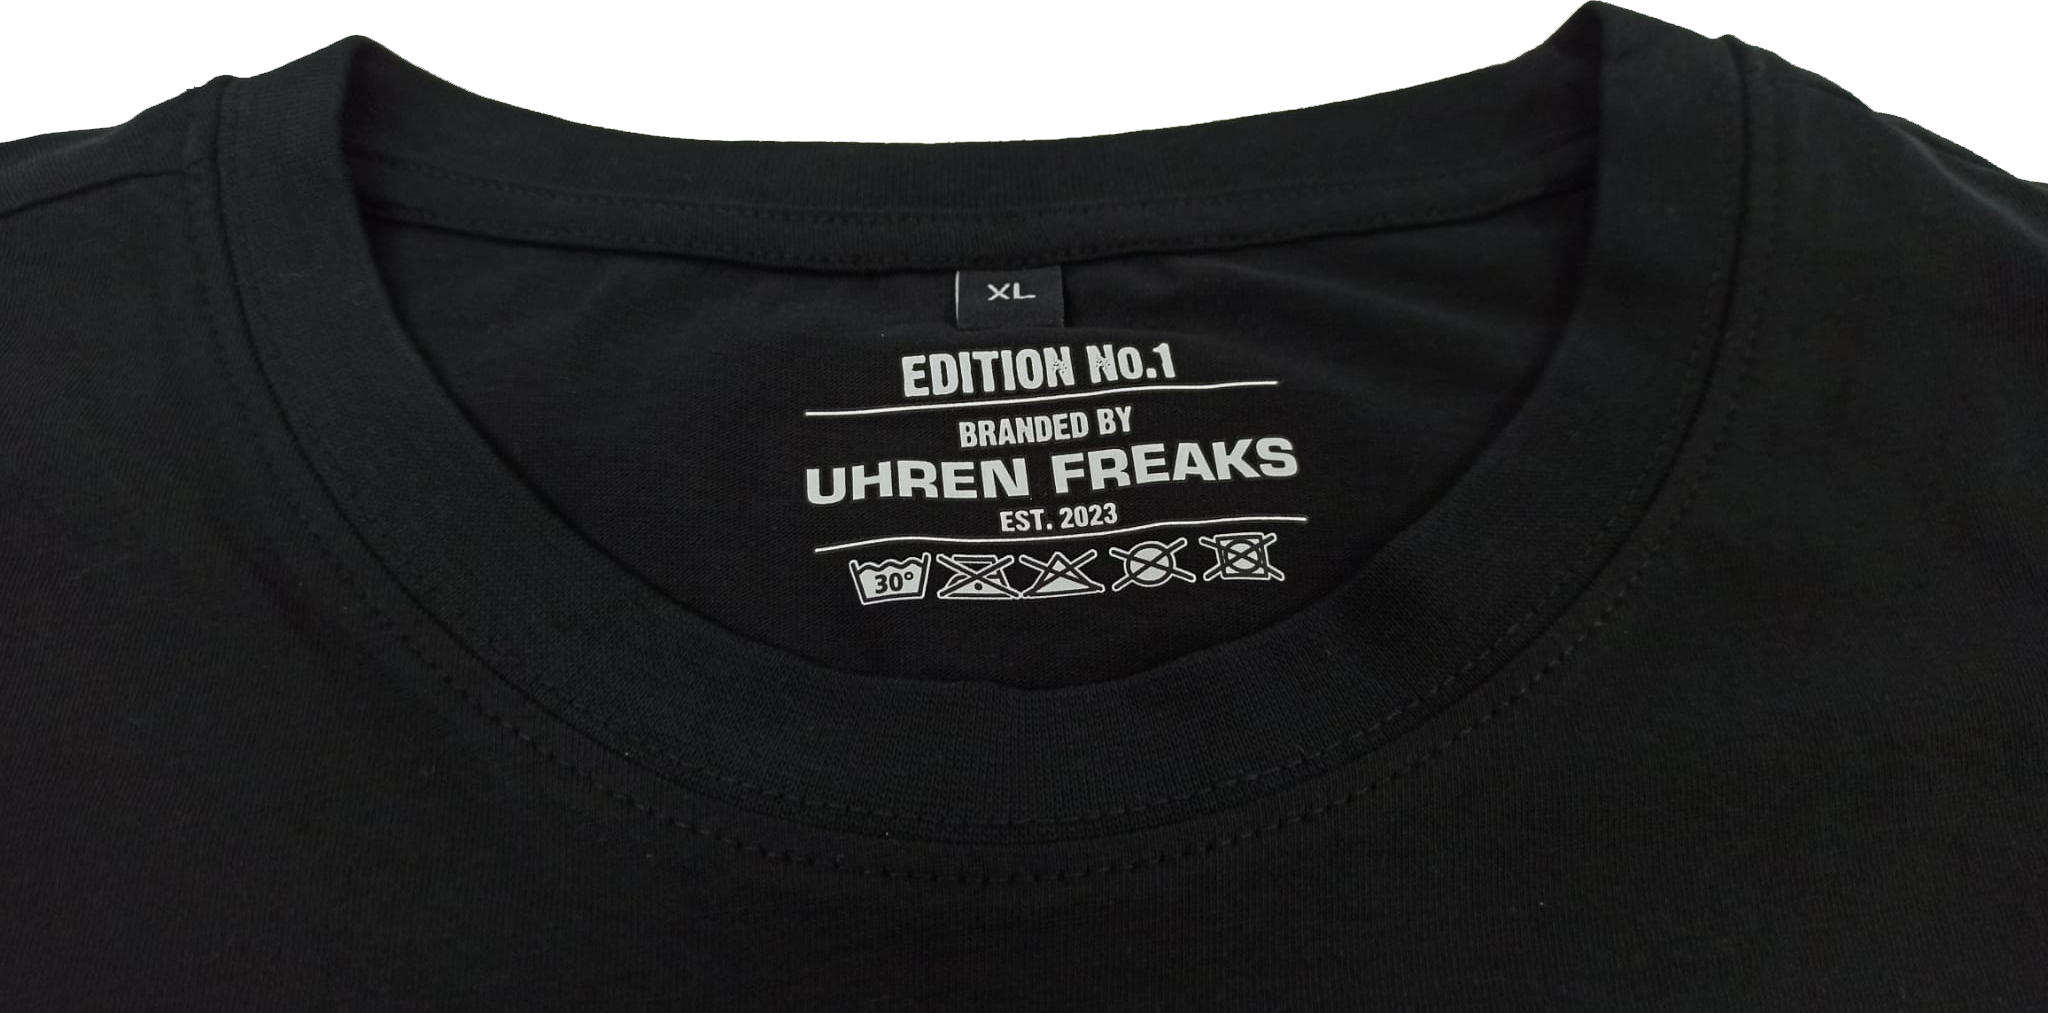 XL
EDITION No.1
BRANDED BY
UHREN FREAKS
EST. 2023
30°